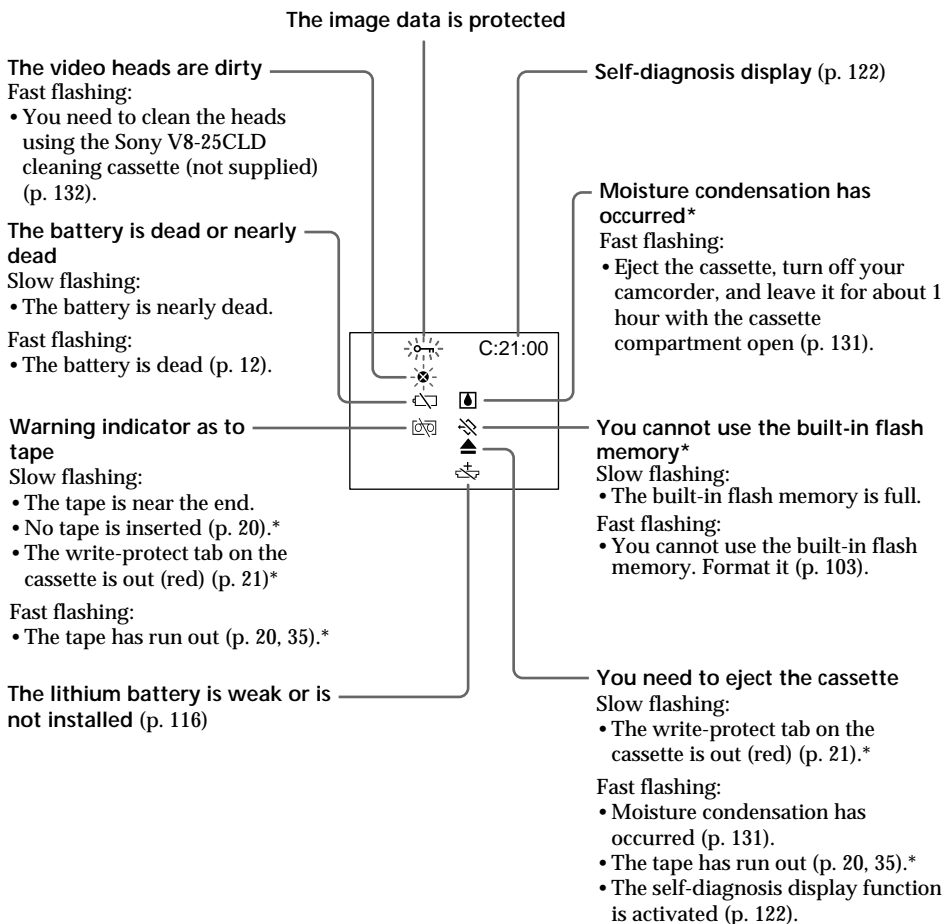 The image data is protected
The video heads are dirty
Fast flashing:
• You need to clean the heads
using the Sony V8-25CLD
cleaning cassette (not supplied)
(p. 132).
The battery is dead or nearly
dead
Slow flashing:
• The battery is nearly dead.
Fast flashing:
• The battery is dead (p. 12).
Warning indicator as to
tape
Slow flashing:
• The tape is near the end.
• No tape is inserted (p. 20).*
• The write-protect tab on the
cassette is out (red) (p. 21)*
Fast flashing:
• The tape has run out (p. 20, 35).*
The lithium battery is weak or is
not installed (p. 116)
C:21:00
Self-diagnosis display (p. 122)
Moisture condensation has
occurred*
Fast flashing:
• Eject the cassette, turn off your
camcorder, and leave it for about 1
hour with the cassette
compartment open (p. 131).
You cannot use the built-in flash
memory*
Slow flashing:
• The built-in flash memory is full.
Fast flashing:
• You cannot use the built-in flash
memory. Format it (p. 103).
You need to eject the cassette
Slow flashing:
• The write-protect tab on the
cassette is out (red) (p. 21).*
Fast flashing:
• Moisture condensation has
occurred (p. 131).
• The tape has run out (p. 20, 35).*
• The self-diagnosis display function
is activated (p. 122).